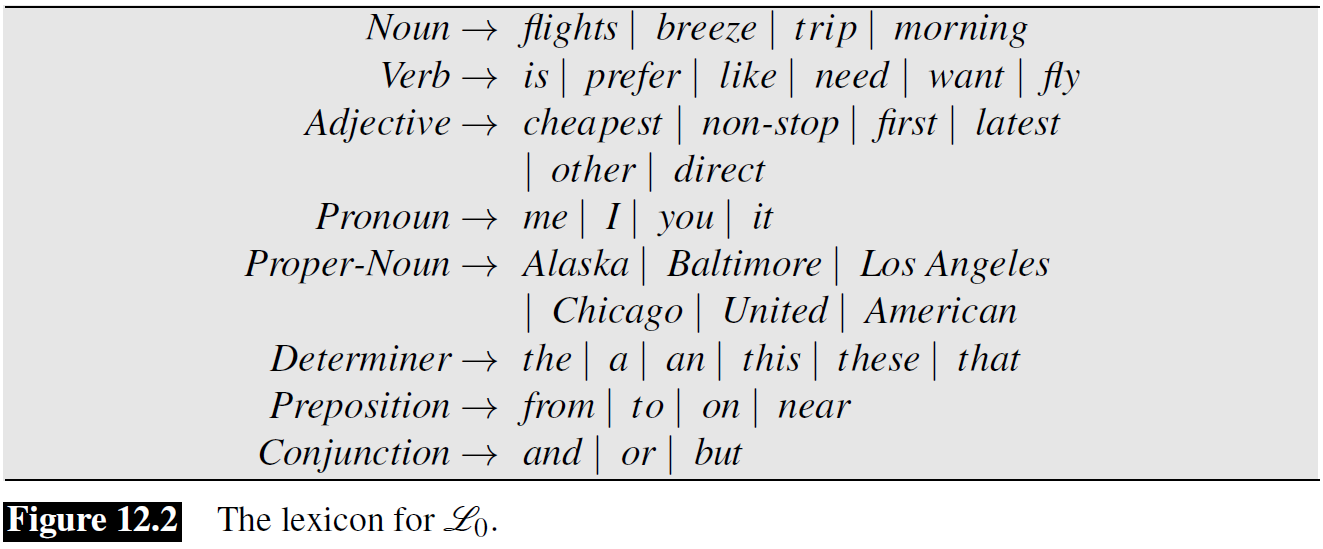 Noun → flights | breeze | trip | morning
Verb → is | prefer | like | need | want | fly
Adjective → cheapest | non-stop | first | latest
| other | direct
Pronoun → me | I | you | it
Proper-Noun → Alaska | Baltimore | Los Angeles
| Chicago | United | American
Determiner → the | a | an | this | these | that
Preposition → from | to | on | near
Conjunction → and | or | but
Figure 12.2 The lexicon for ℒ₀.